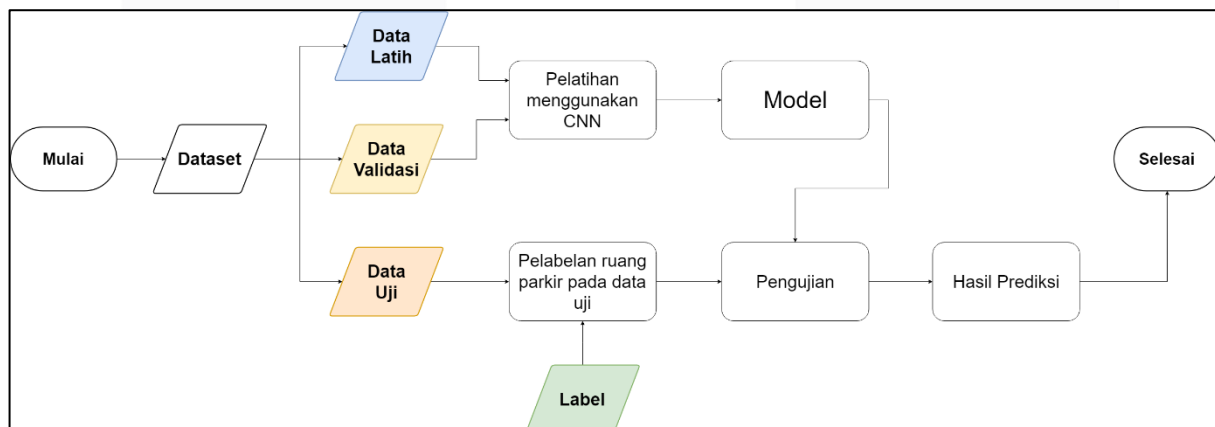 Mulai
Dataset
Data
Latih
Data
Validasi
Data
Uji
Pelatihan
menggunakan
CNN
Model
Pelabelan ruang
parkir pada data
uji
Label
Pengujian
Hasil Prediksi
Selesai